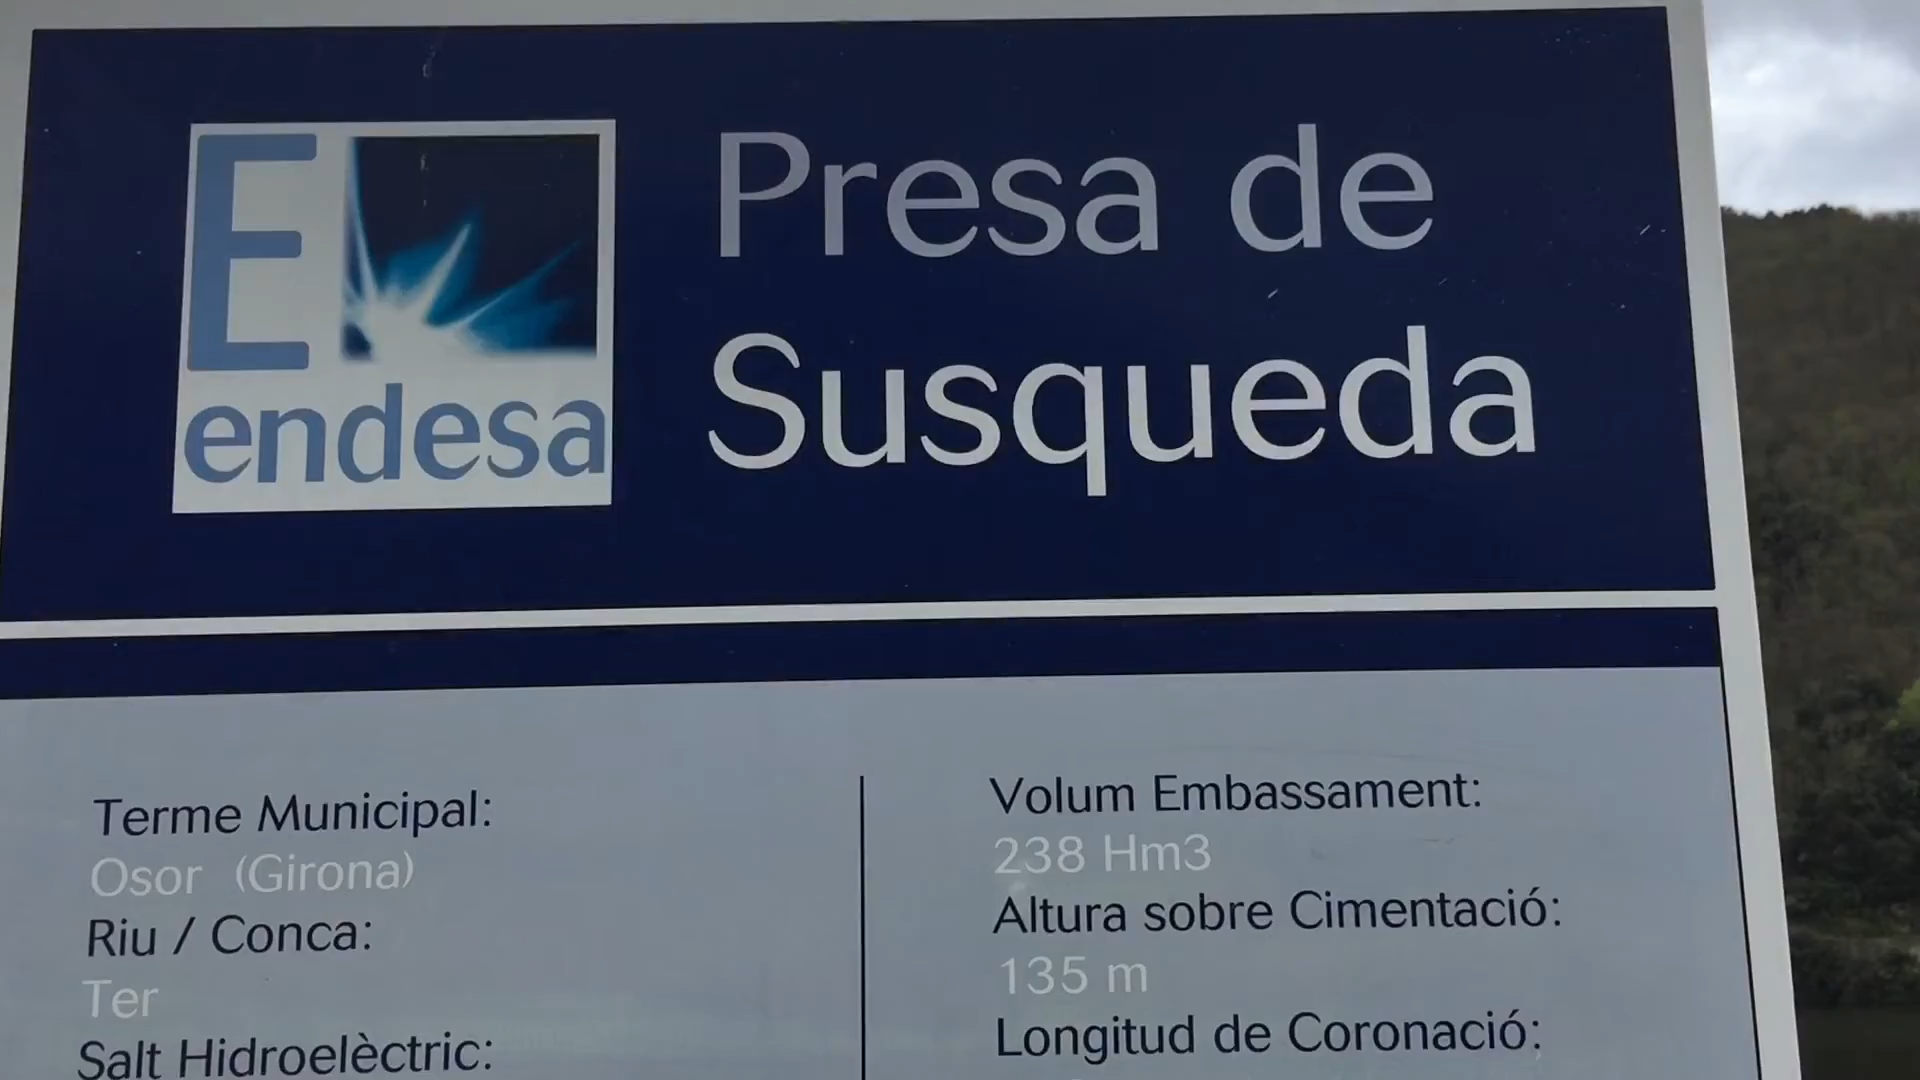 E
endesa
Presa de
Susqueda
Terme Municipal:
Osor (Girona)
Riu / Conca:
Ter
Salt Hidroelèctric:
Volum Embassament:
238 Hm3
Altura sobre Cimentació:
135 m
Longitud de Coronació: